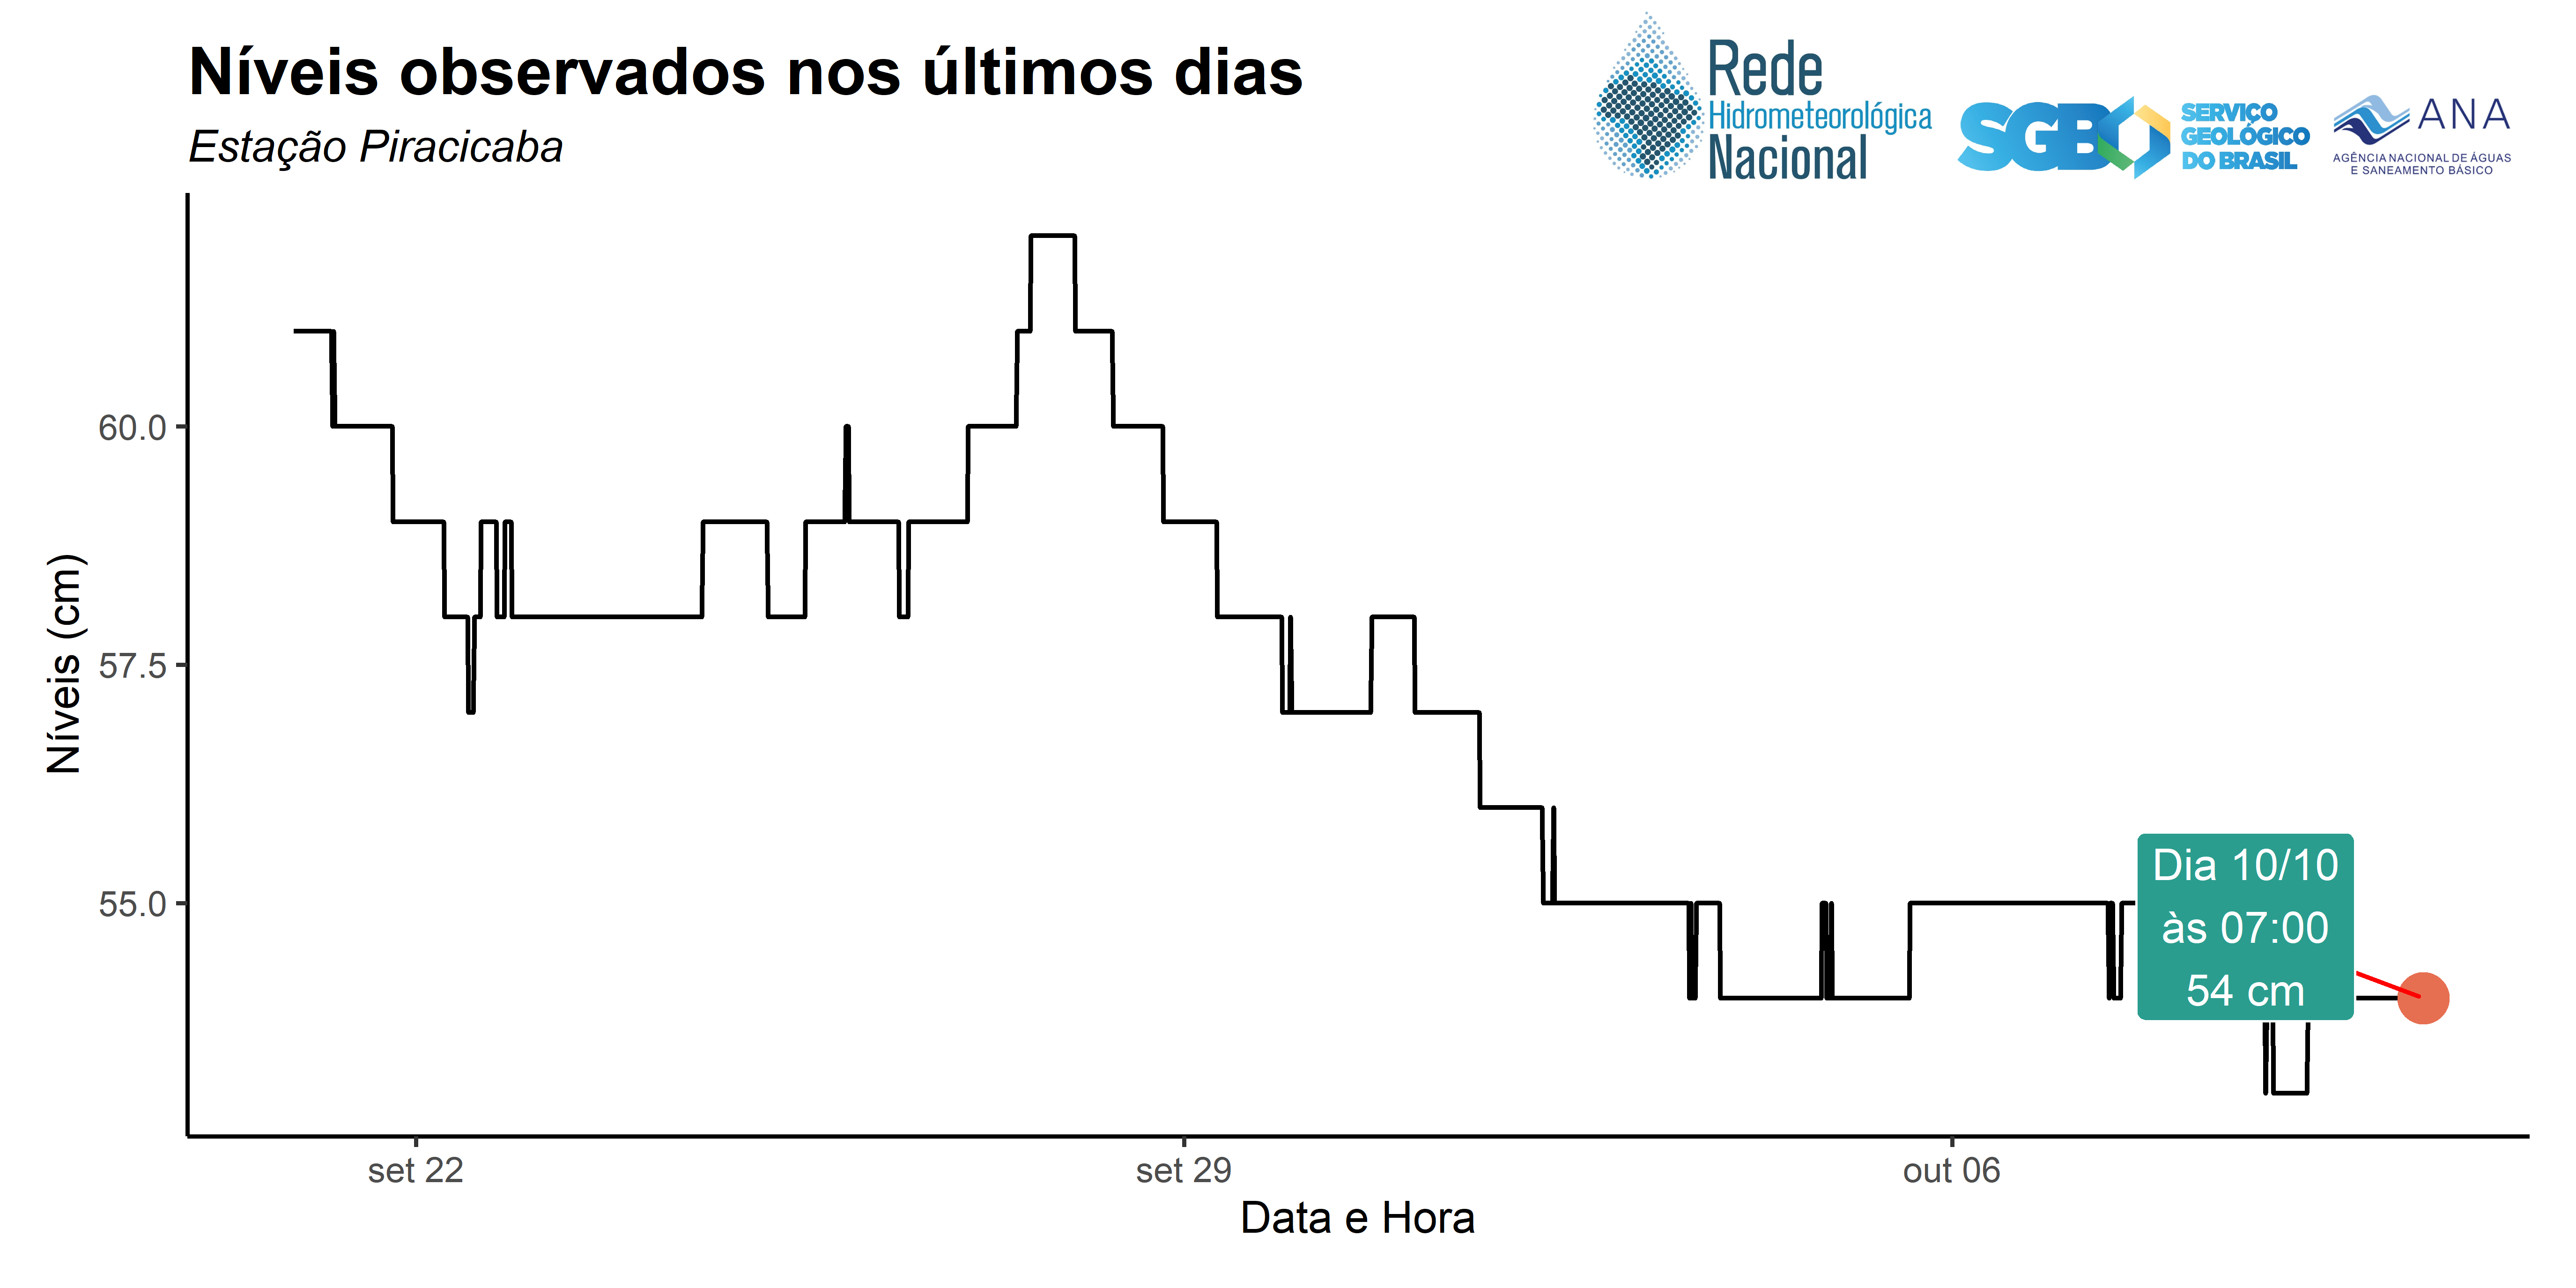 Níveis observados nos últimos dias
Estação Piracicaba
Rede
Hidrometeorológica
Nacional
SGB
SERVIÇO
GEOLÓGICO
DO BRASIL
ANA
AGÊNCIA NACIONAL DE ÁGUAS
E SANEAMENTO BÁSICO
Níveis (cm)
60.0
57.5
55.0
Dia 10/10
às 07:00
54 cm
set 22
set 29
out 06
Data e Hora